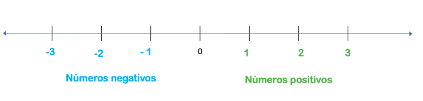 -3 -2 - 1 0 1 2 3
Números negativos Números positivos